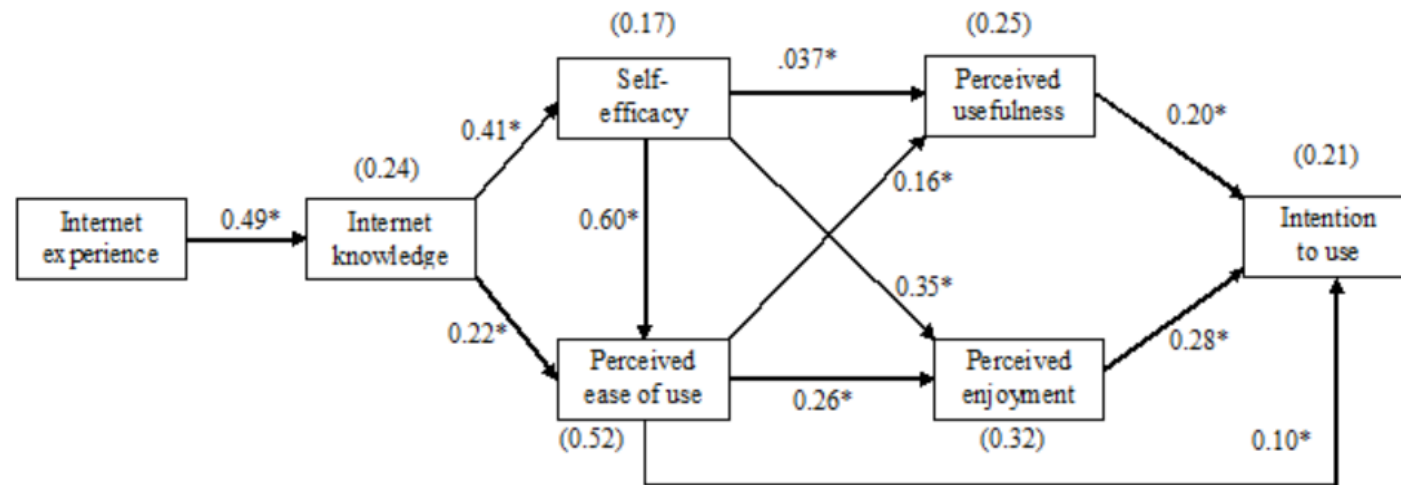 (0.17)
(0.25)
Self-
efficacy
.037*
Perceived
usefulness
0.41*
0.20*
(0.24)
(0.21)
0.16*
Internet
experience
0.49*
Internet
knowledge
0.60*
Intention
to use
0.35*
0.22*
Perceived
ease of use
0.26*
Perceived
enjoyment
0.28*
(0.52)
(0.32)
0.10*